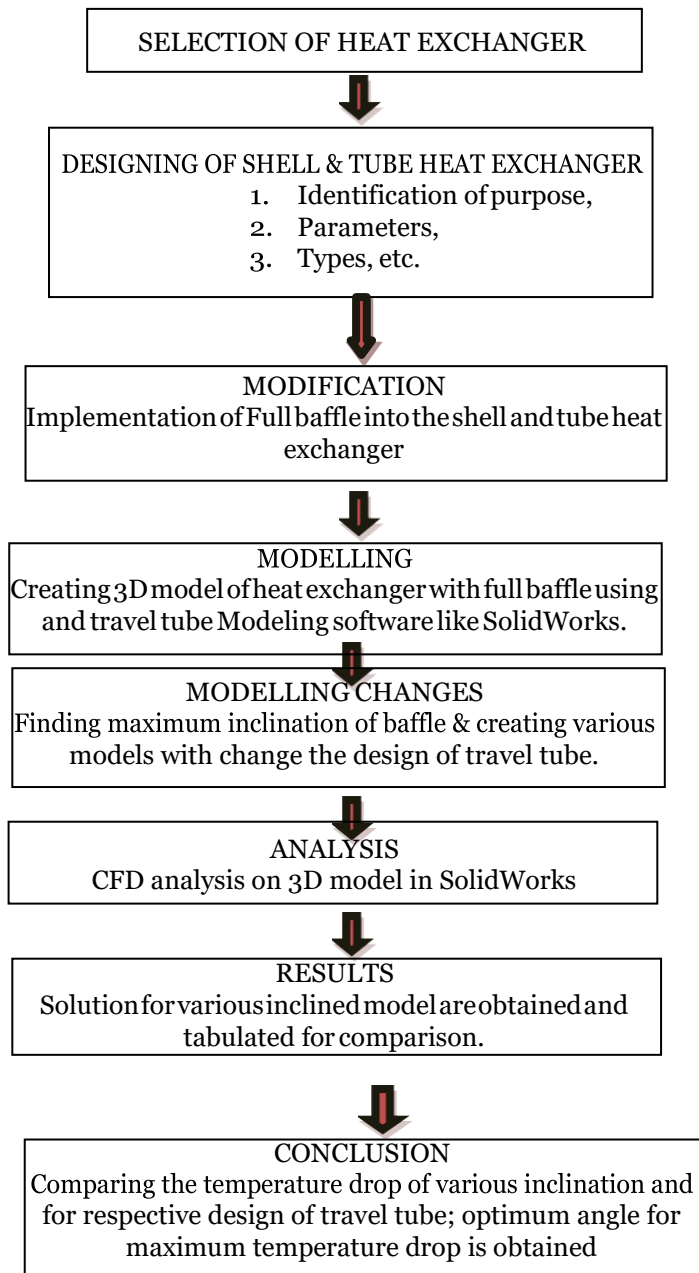 SELECTION OF HEAT EXCHANGER
DESIGNING OF SHELL & TUBE HEAT EXCHANGER
1. Identification of purpose,
2. Parameters,
3. Types, etc.
MODIFICATION
Implementation of Full baffle into the shell and tube heat
exchanger
MODELLING
Creating 3D model of heat exchanger with full baffle using
and travel tube Modeling software like SolidWorks.
MODELLING CHANGES
Finding maximum inclination of baffle & creating various
models with change the design of travel tube.
ANALYSIS
CFD analysis on 3D model in SolidWorks
RESULTS
Solution for various inclined model are obtained and
tabulated for comparison.
CONCLUSION
Comparing the temperature drop of various inclination and
for respective design of travel tube; optimum angle for
maximum temperature drop is obtained